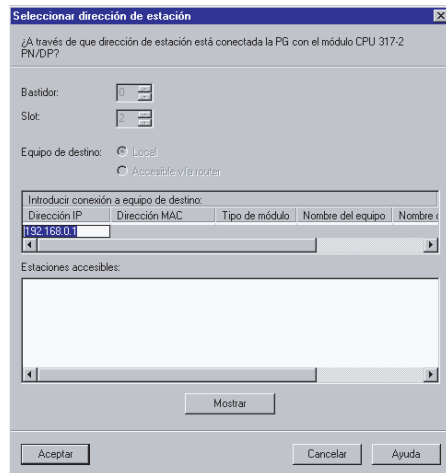 Seleccionar dirección de estación
¿A través de que dirección de estación está conectada la PG con el módulo CPU 317-2
PN/DP?
Bastidor: 0
Slot: 2
Equipo de destino: Local
Accesible vía router
Introducir conexión a equipo de destino:
Dirección IP Dirección MAC Tipo de módulo Nombre del equipo Nombre
192.168.0.1
Estaciones accesibles:
Mostrar
Aceptar Cancelar Ayuda